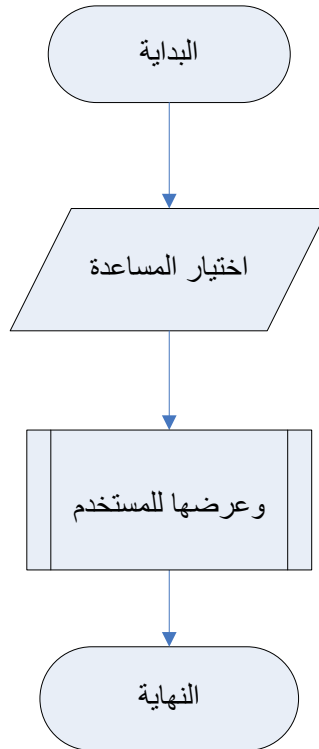 البداية
اختيار المساعدة
وعرضها للمستخدم
النهاية